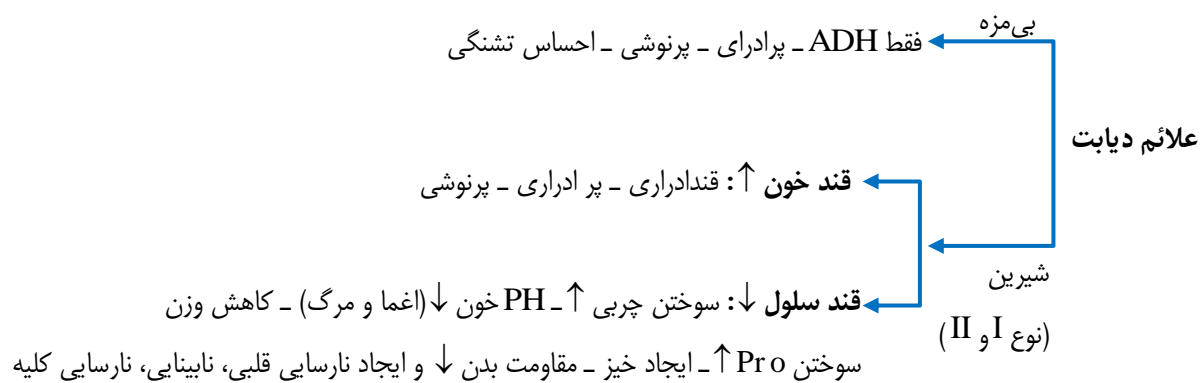 بی‌مزه
فقط ADH ـ پرادرای ـ پرنوشی ـ احساس تشنگی
علائم دیابت
قند خون ↑: قندادراری ـ پر ادراری ـ پرنوشی
شیرین
(نوع I و II)
قند سلول ↓: سوختن چربی ↑ ـ PH خون ↓ (اغما و مرگ) ـ کاهش وزن
سوختن Pro ↑ ـ ایجاد خیز ـ مقاومت بدن ↓ و ایجاد نارسایی قلبی، نابینایی، نارسایی کلیه